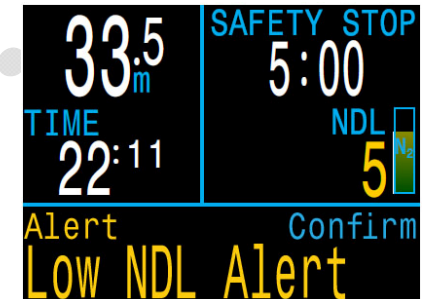 33.5 m
SAFETY STOP
5:00
TIME
22:11
NDL
5
N₂
Alert
Confirm
Low NDL Alert